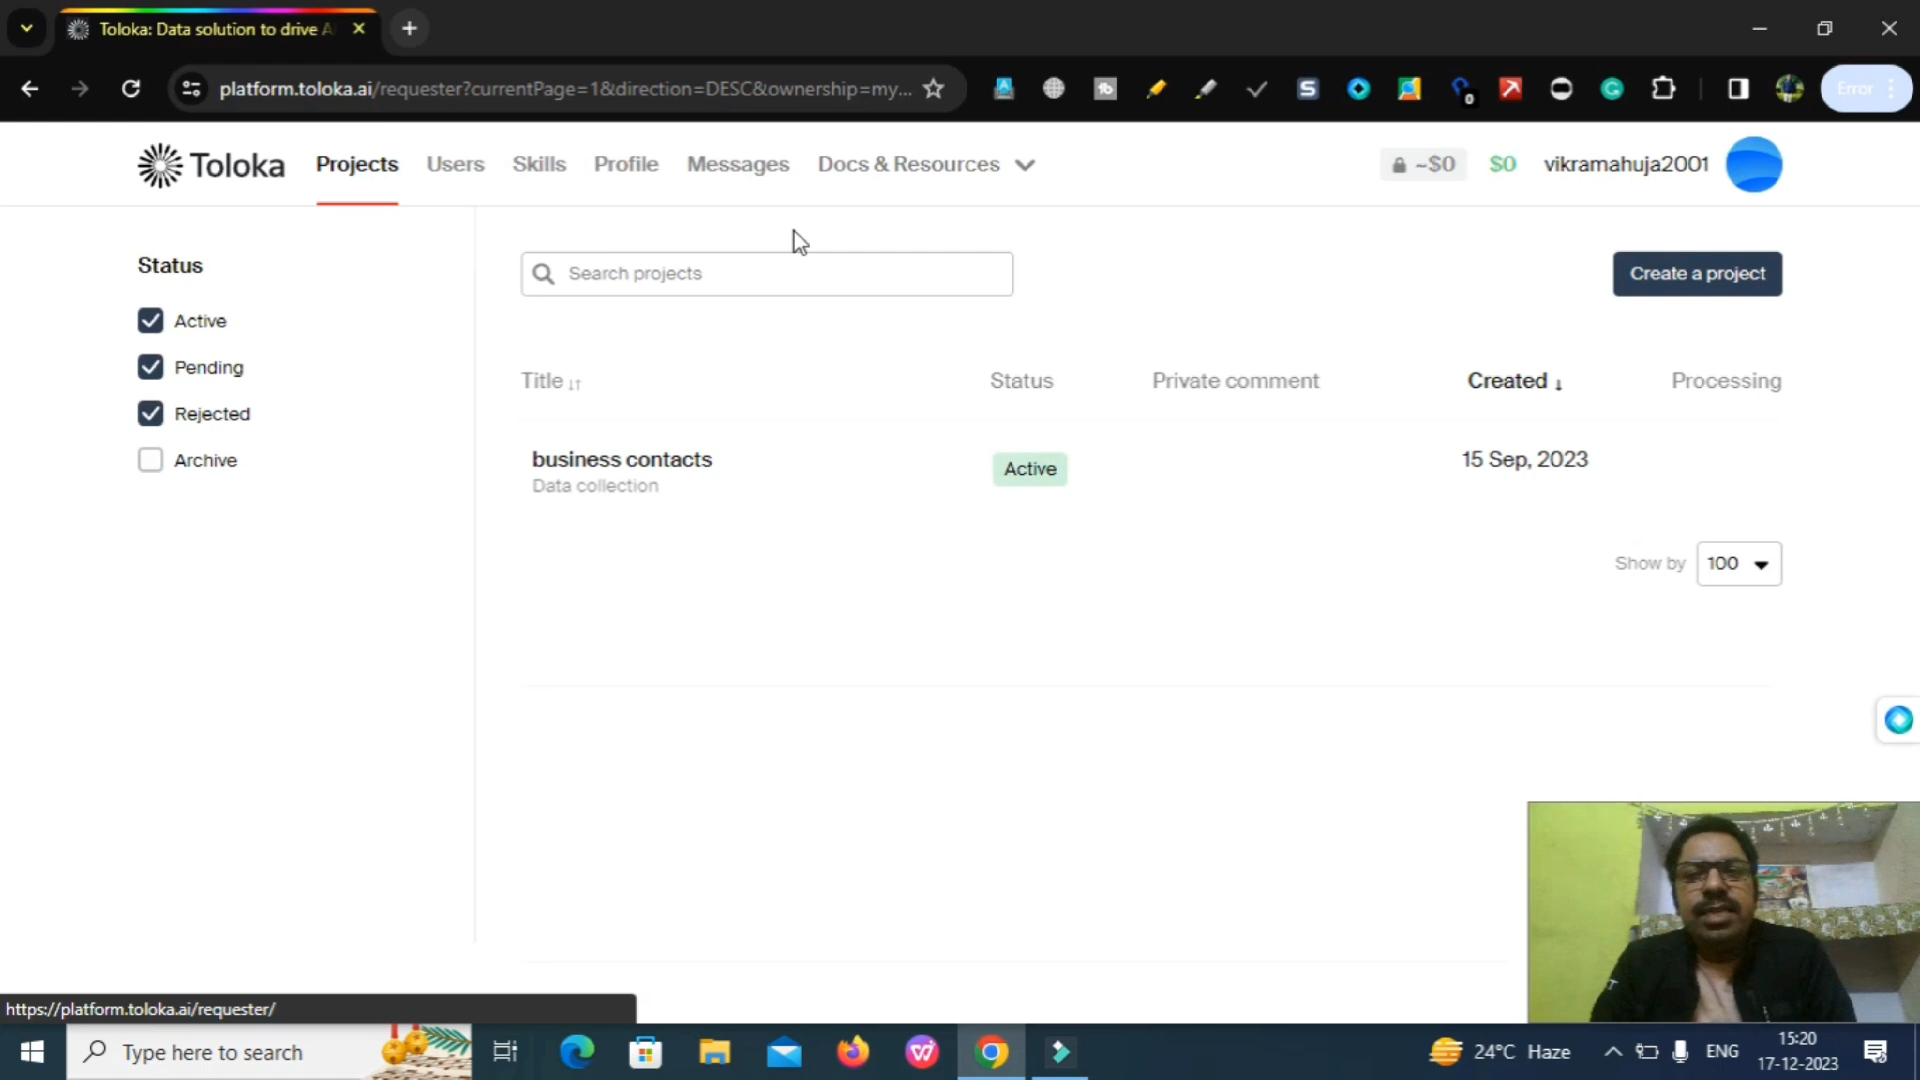 Toloka: Data solution to drive A
platform.toloka.ai/requester?currentPage=1&direction=DESC&ownership=my...
Error
Toloka
Projects
Users
Skills
Profile
Messages
Docs & Resources
~$0
$0
vikramahuja2001
Status
Active
Pending
Rejected
Archive
Search projects
Create a project
Title
Status
Private comment
Created
Processing
business contacts
Data collection
Active
15 Sep, 2023
Show by
100
https://platform.toloka.ai/requester/
Type here to search
24°C Haze
ENG
15:20
17-12-2023